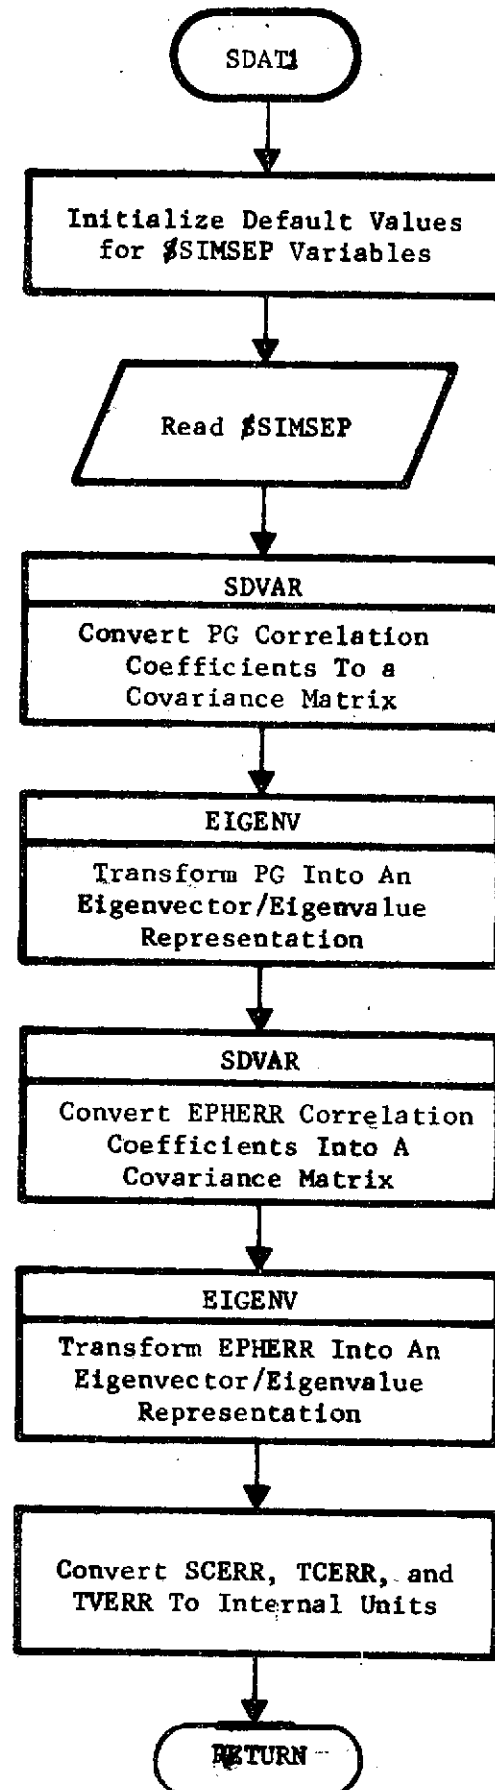 SDAT1
Initialize Default Values
for $SIMSEP Variables
Read $SIMSEP
SDVAR
Convert PG Correlation
Coefficients To a
Covariance Matrix
EIGENV
Transform PG Into An
Eigenvector/Eigenvalue
Representation
SDVAR
Convert EPHERR Correlation
Coefficients Into A
Covariance Matrix
EIGENV
Transform EPHERR Into An
Eigenvector/Eigenvalue
Representation
Convert SCERR, TCERR, and
TVERR To Internal Units
RETURN